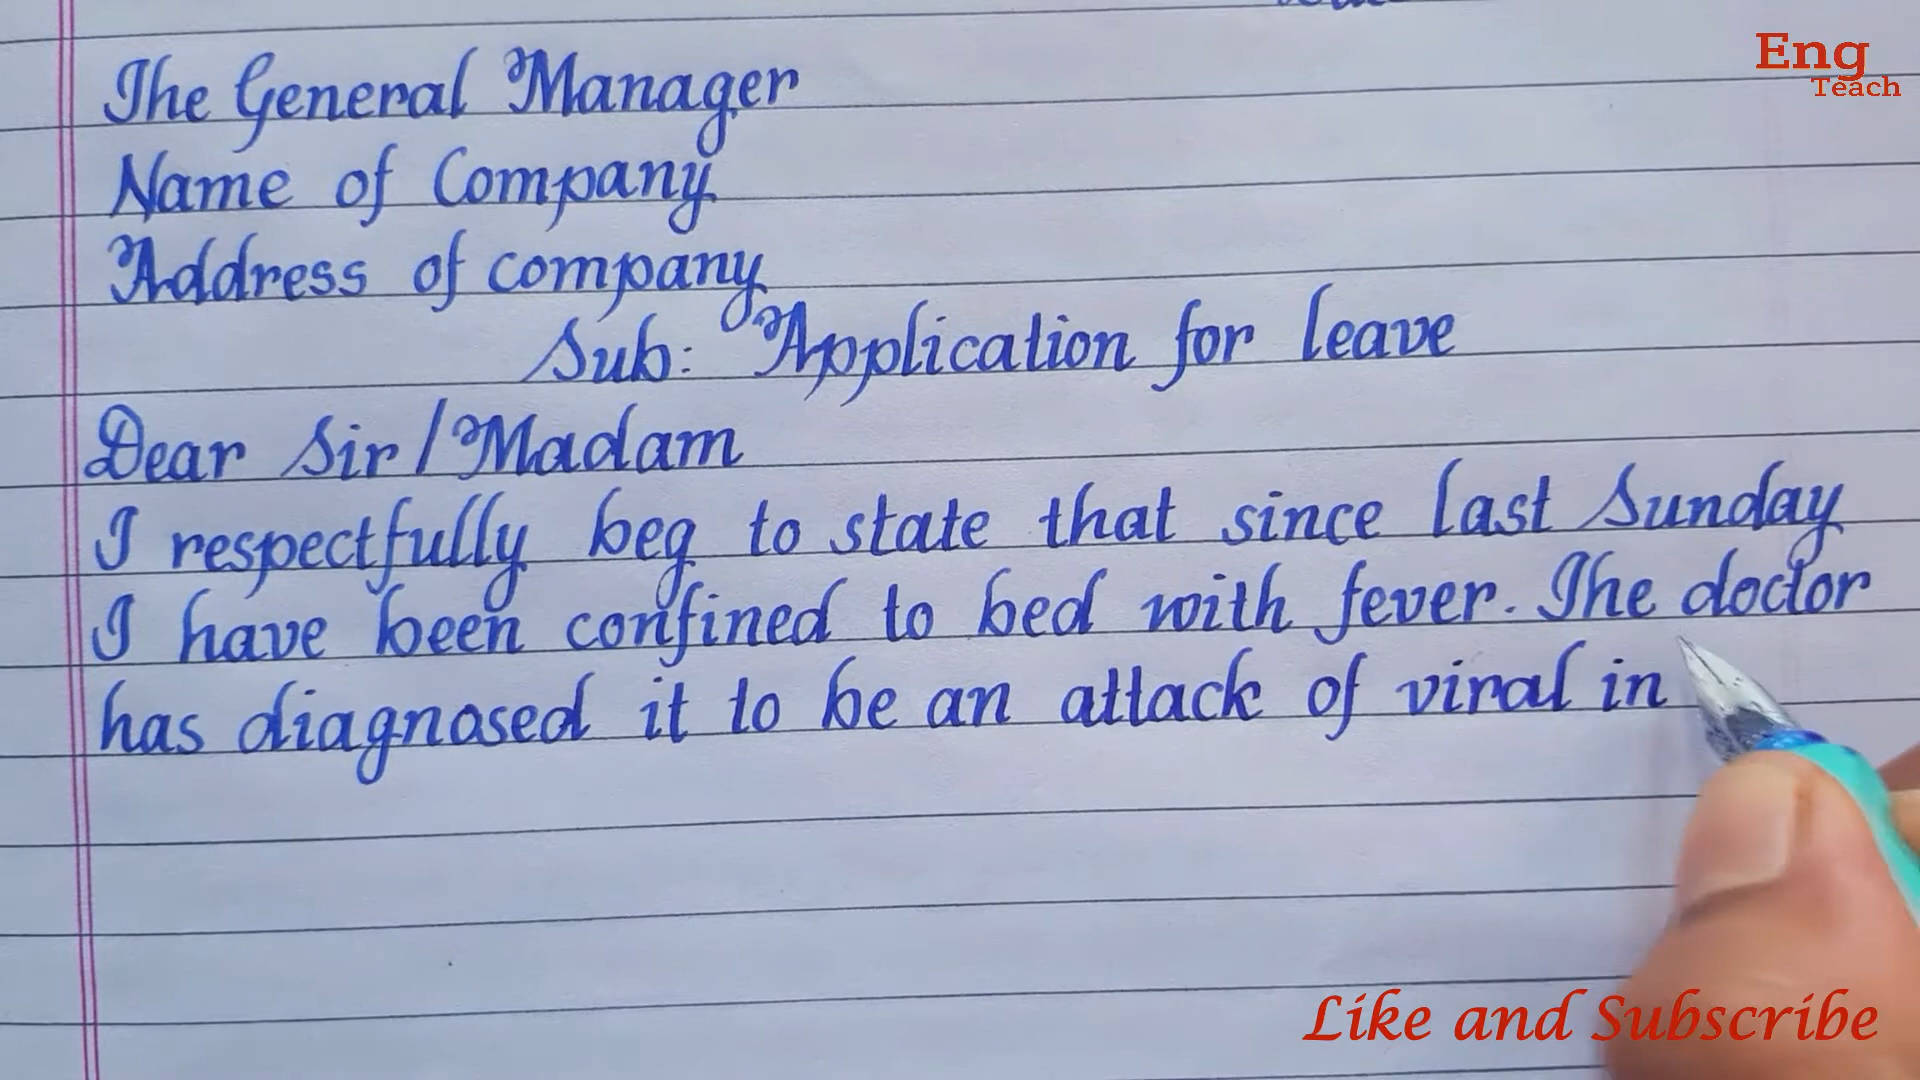 The General Manager
Name of Company
Address of company
Sub: Application for leave
Dear Sir/Madam
I respectfully beg to state that since last Sunday
I have been confined to bed with fever. The doctor
has diagnosed it to be an attack of viral in
Eng
Teach
Like and Subscribe